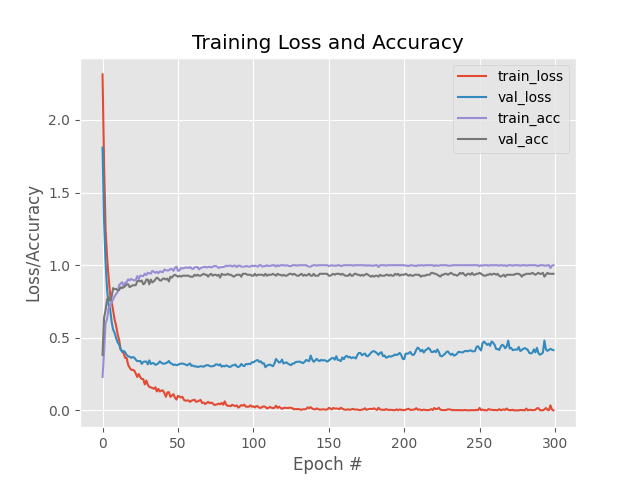 Training Loss and Accuracy
train_loss
val_loss
train_acc
val_acc
Loss/Accuracy
2.0
1.5
1.0
0.5
0.0
0 50 100 150 200 250 300
Epoch #